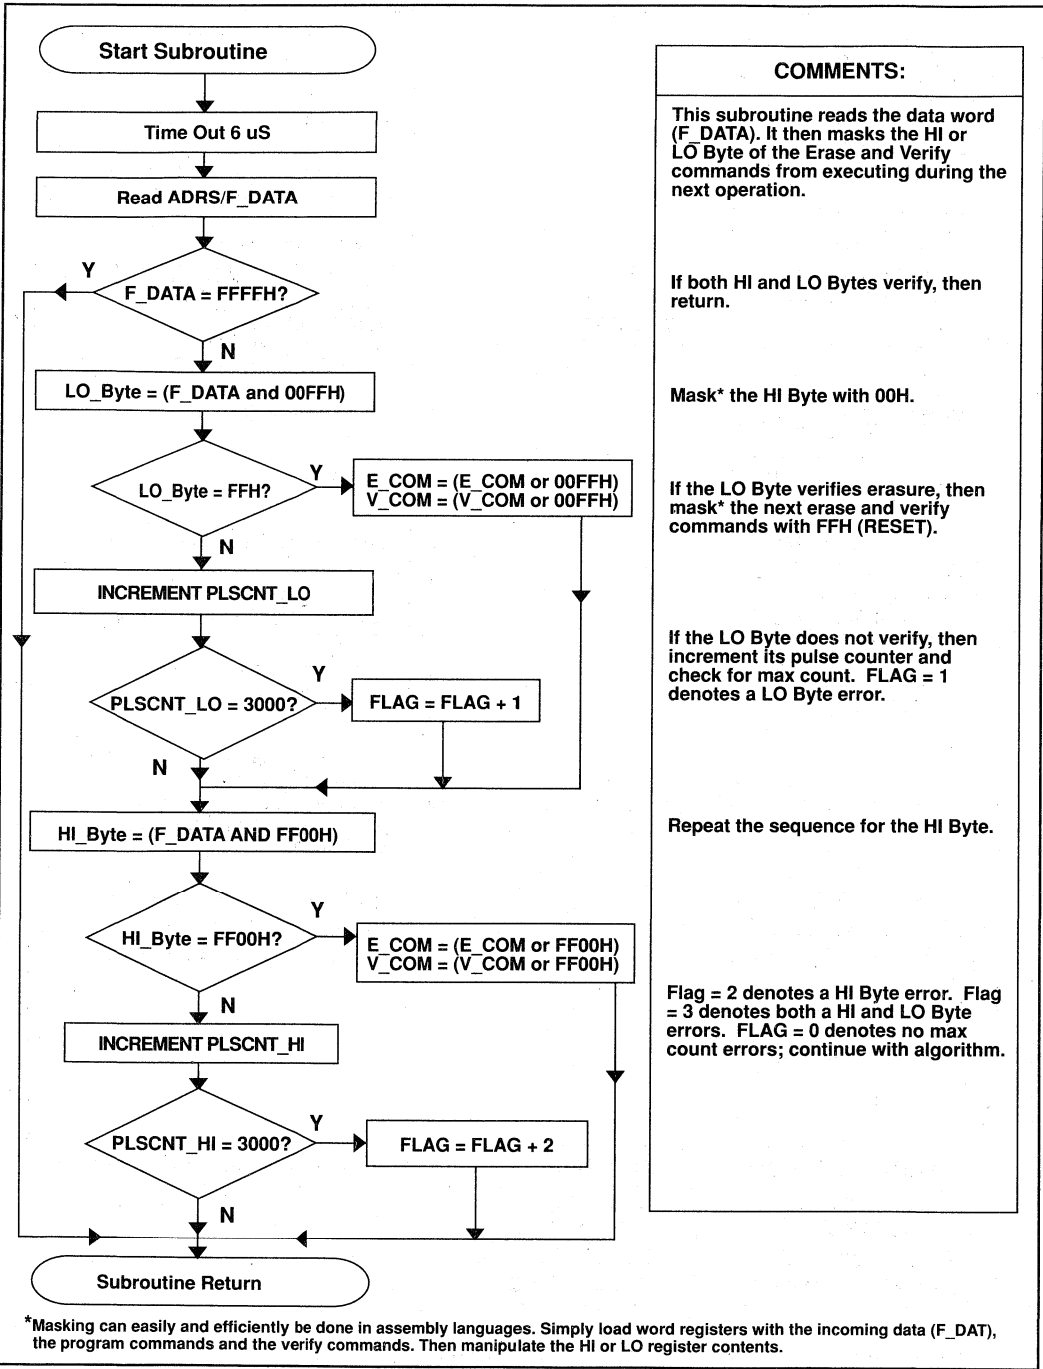 Start Subroutine
Time Out 6 uS
Read ADRS/F_DATA
Y
F_DATA = FFFFH?
N
LO_Byte = (F_DATA and 00FFH)
LO_Byte = FFH?
Y
E_COM = (E_COM or 00FFH)
V_COM = (V_COM or 00FFH)
N
INCREMENT PLSCNT_LO
PLSCNT_LO = 3000?
Y
FLAG = FLAG + 1
N
HI_Byte = (F_DATA AND FF00H)
HI_Byte = FF00H?
Y
E_COM = (E_COM or FF00H)
V_COM = (V_COM or FF00H)
N
INCREMENT PLSCNT_HI
PLSCNT_HI = 3000?
Y
FLAG = FLAG + 2
N
Subroutine Return
COMMENTS:
This subroutine reads the data word
(F_DATA). It then masks the HI or
LO Byte of the Erase and Verify
commands from executing during the
next operation.
If both HI and LO Bytes verify, then
return.
Mask* the HI Byte with 00H.
If the LO Byte verifies erasure, then
mask* the next erase and verify
commands with FFH (RESET).
If the LO Byte does not verify, then
increment its pulse counter and
check for max count. FLAG = 1
denotes a LO Byte error.
Repeat the sequence for the HI Byte.
Flag = 2 denotes a HI Byte error. Flag
= 3 denotes both a HI and LO Byte
errors. FLAG = 0 denotes no max
count errors; continue with algorithm.
*Masking can easily and efficiently be done in assembly languages. Simply load word registers with the incoming data (F_DAT),
the program commands and the verify commands. Then manipulate the HI or LO register contents.